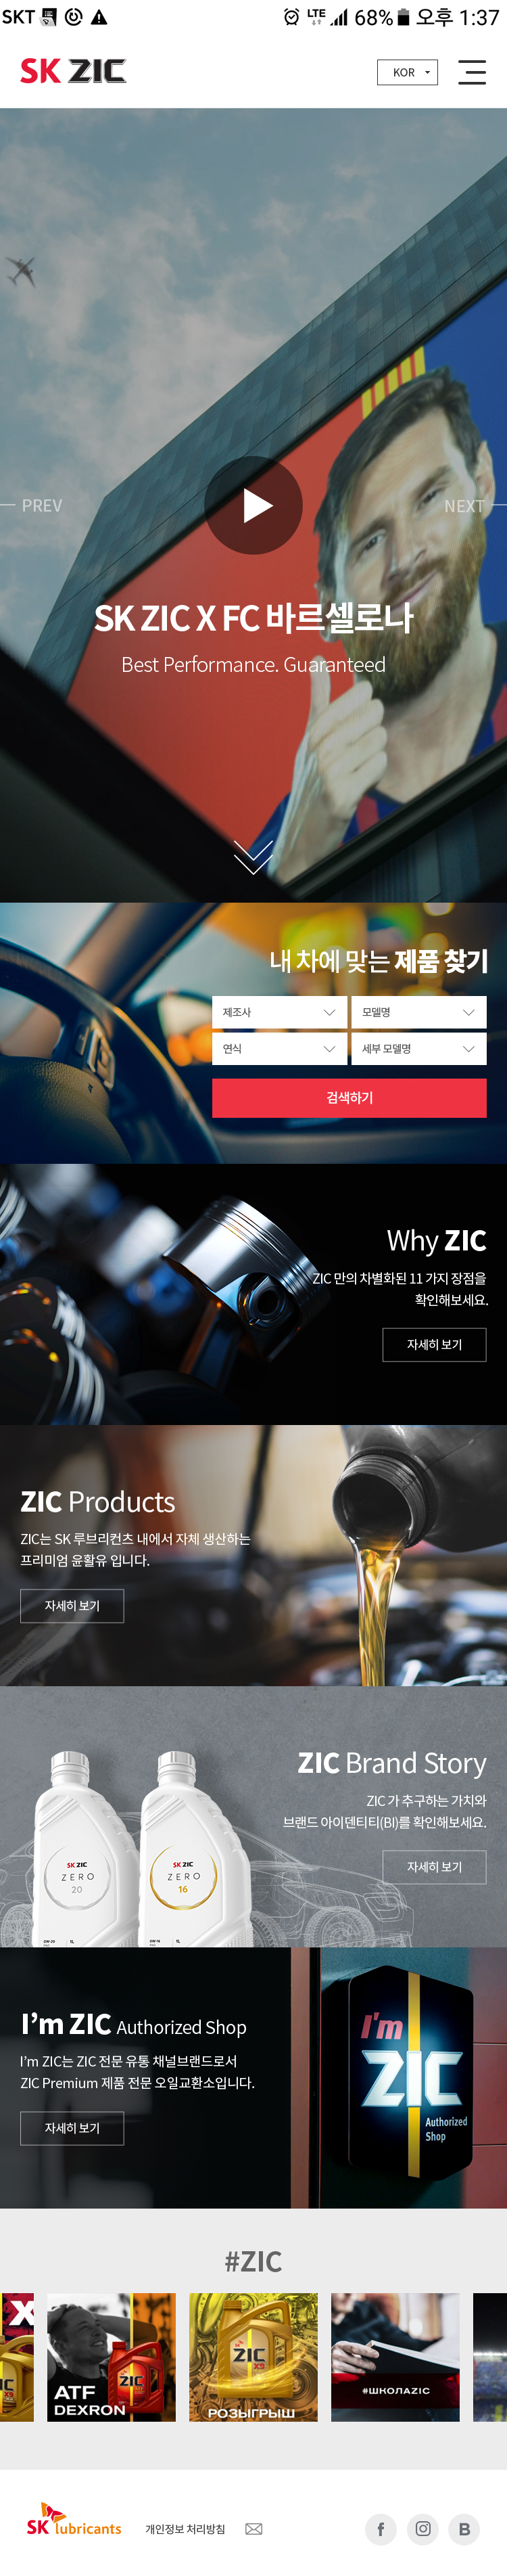 SKT
LTE 68% 오후 1:37
SK ZIC
KOR
PREV
NEXT
SK ZIC X FC 바르셀로나
Best Performance. Guaranteed
내 차에 맞는 제품 찾기
제조사 모델명
연식 세부 모델명
검색하기
Why ZIC
ZIC 만의 차별화된 11 가지 장점을
확인해보세요.
자세히 보기
ZIC Products
ZIC는 SK 루브리컨츠 내에서 자체 생산하는
프리미엄 윤활유 입니다.
자세히 보기
ZIC Brand Story
ZIC 가 추구하는 가치와
브랜드 아이덴티티(BI)를 확인해보세요.
자세히 보기
SK ZIC
ZERO
20
0W-20 1L
SK ZIC
ZERO
16
0W-16 1L
I'm ZIC Authorized Shop
I'm ZIC는 ZIC 전문 유통 채널브랜드로서
ZIC Premium 제품 전문 오일교환소입니다.
자세히 보기
I'm
ZIC
Authorized
Shop
#ZIC
X
ZIC
ATF
DEXRON
ZIC
ZIC
X9
РОЗЫГРЫШ
#ШКОЛАZIC
SK lubricants
개인정보 처리방침
f
B